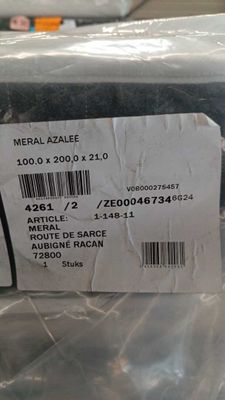 MERAL AZALEE
100,0 x 200,0 x 21,0
V08000275457
4261 /2 /ZE000467346G24
ARTICLE: 1-148-11
MERAL
ROUTE DE SARCE
AUBIGNÉ RACAN
72800
1 Stuks